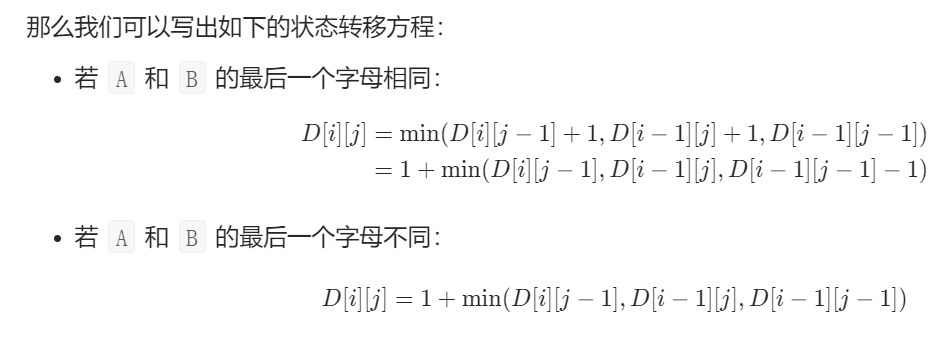 那么我们可以写出如下的状态转移方程：
• 若 A 和 B 的最后一个字母相同：
D[i][j] = min(D[i][j − 1] + 1, D[i − 1][j] + 1, D[i − 1][j − 1])
= 1 + min(D[i][j − 1], D[i − 1][j], D[i − 1][j − 1] − 1)
• 若 A 和 B 的最后一个字母不同：
D[i][j] = 1 + min(D[i][j − 1], D[i − 1][j], D[i − 1][j − 1])